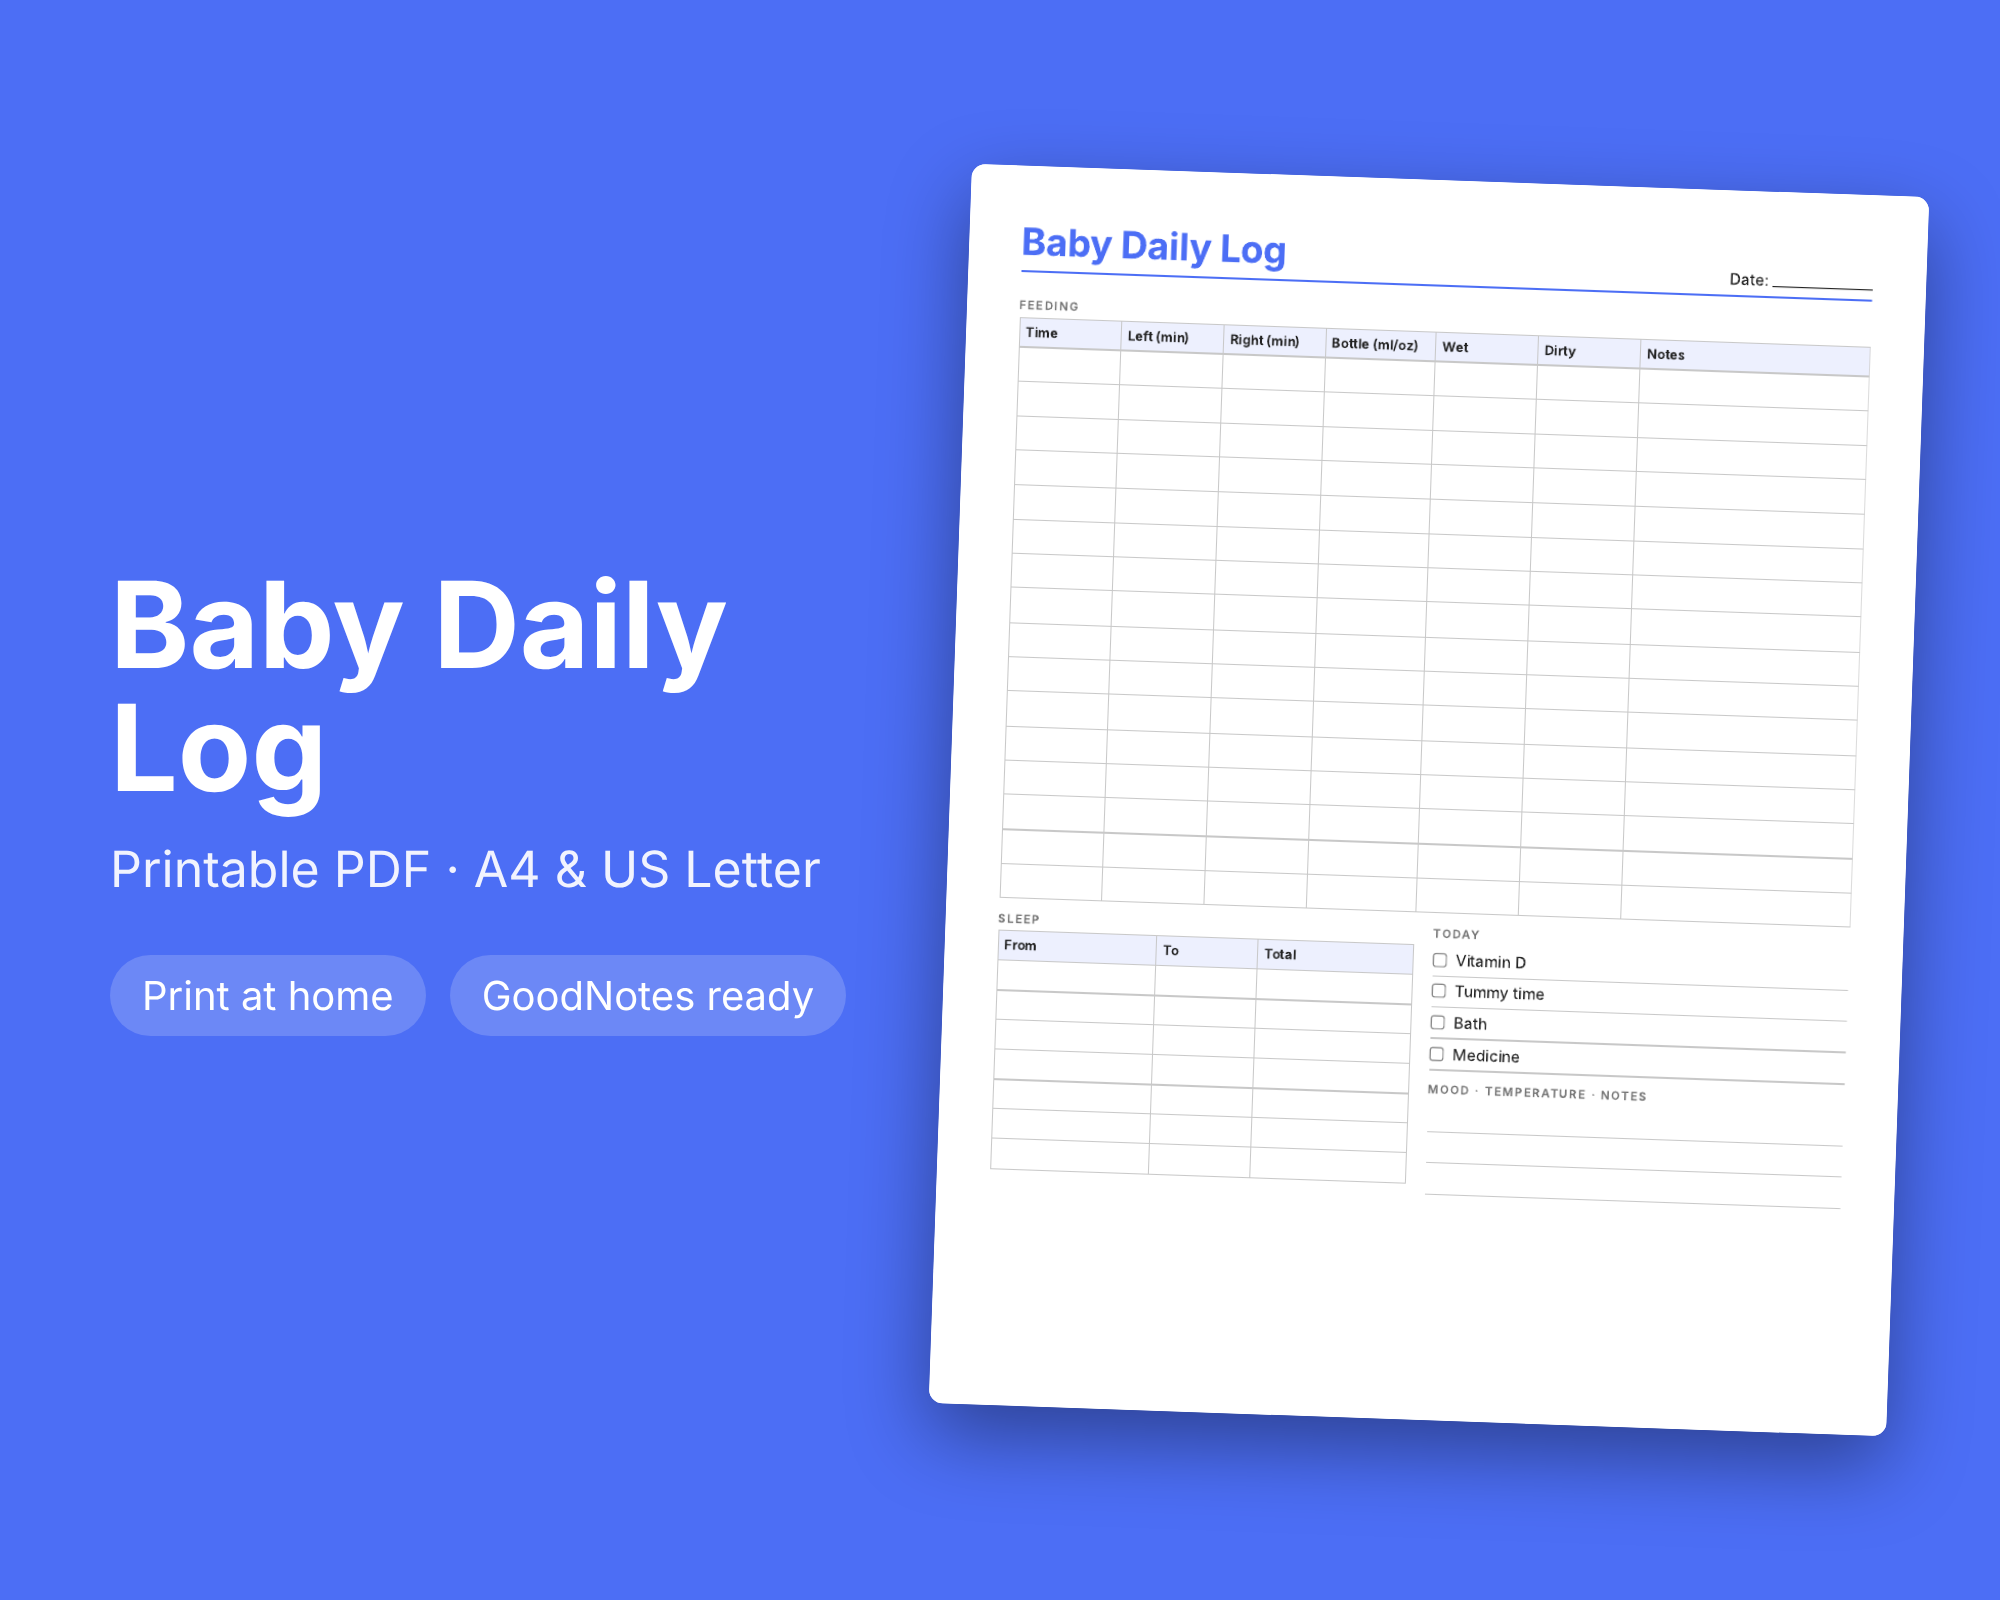 Baby Daily
Log
Printable PDF · A4 & US Letter
Print at home
GoodNotes ready
Baby Daily Log
Date:
FEEDING
Time Left (min) Right (min) Bottle (ml/oz) Wet Dirty Notes
SLEEP
From To Total
TODAY
Vitamin D
Tummy time
Bath
Medicine
MOOD · TEMPERATURE · NOTES